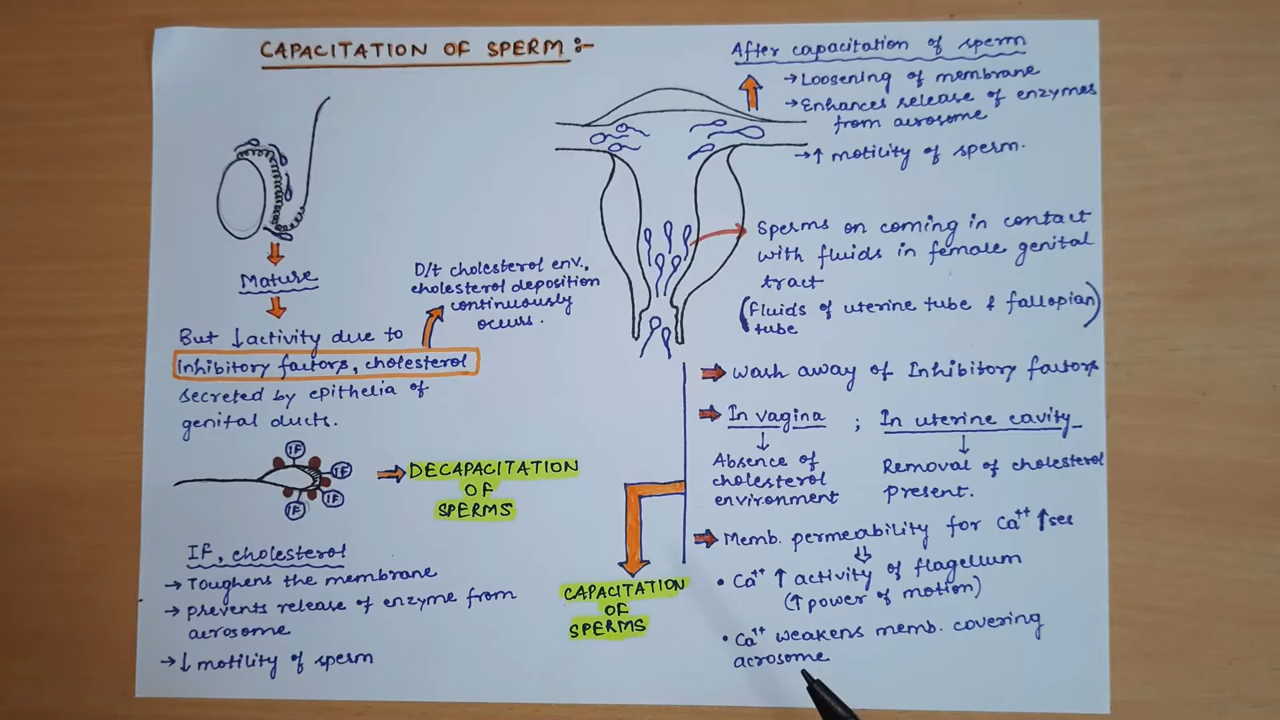 CAPACITATION OF SPERM :-
Mature
But ↓activity due to
Inhibitory factors, cholesterol
secreted by epithelia of
genital ducts.
D/t cholesterol env.,
cholesterol deposition
continuously
occurs.
IF
IF
IF
IF
DECAPACITATION
OF
SPERMS
IF, cholesterol
→ Toughens the membrane
→ prevents release of enzyme from
acrosome
→ ↓ motility of sperm
After capacitation of sperm
→ Loosening of membrane
→ Enhances release of enzymes
from acrosome
→ ↑ motility of sperm.
Sperms on coming in contact
with fluids in female genital
tract
(Fluids of uterine tube & fallopian)
tube
⇒ wash away of Inhibitory factors
⇒ In vagina ; In uterine cavity
Absence of
cholesterol
environment
Removal of cholesterol
present.
⇒ Memb. permeability for Ca++ ↑ses
• Ca++ ↑ activity of flagellum
(↑ power of motion)
• Ca++ weakens memb. covering
acrosome
CAPACITATION
OF
SPERMS